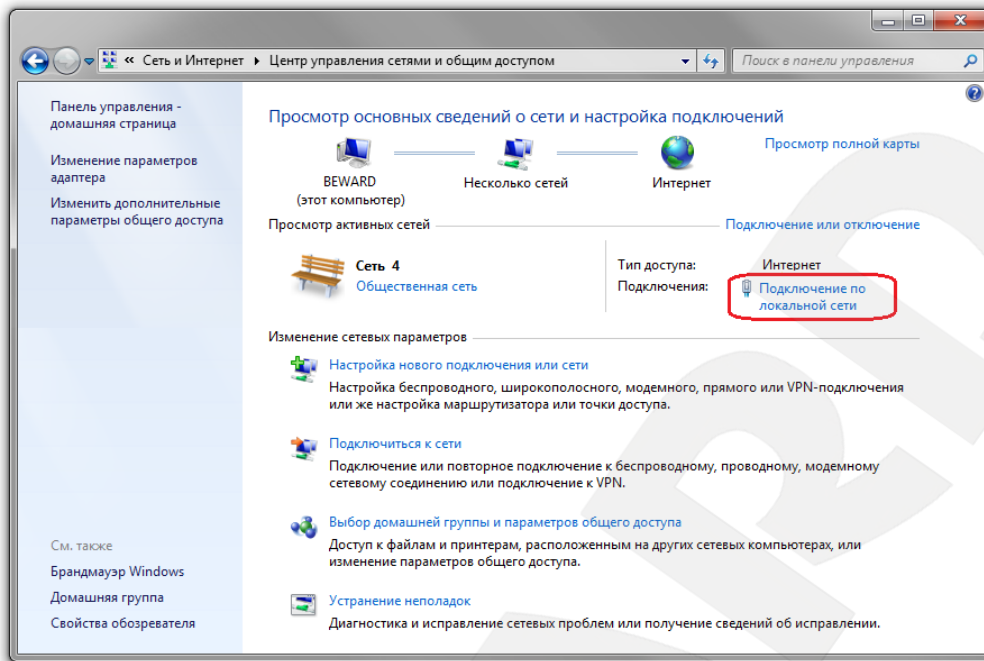 « Сеть и Интернет ▸ Центр управления сетями и общим доступом
Поиск в панели управления
Панель управления -
домашняя страница
Изменение параметров
адаптера
Изменить дополнительные
параметры общего доступа
Просмотр основных сведений о сети и настройка подключений
Просмотр полной карты
BEWARD
(этот компьютер)
Несколько сетей
Интернет
Просмотр активных сетей
Подключение или отключение
Сеть 4
Общественная сеть
Тип доступа: Интернет
Подключения: Подключение по
локальной сети
Изменение сетевых параметров
Настройка нового подключения или сети
Настройка беспроводного, широкополосного, модемного, прямого или VPN-подключения
или же настройка маршрутизатора или точки доступа.
Подключиться к сети
Подключение или повторное подключение к беспроводному, проводному, модемному
сетевому соединению или подключение к VPN.
Выбор домашней группы и параметров общего доступа
Доступ к файлам и принтерам, расположенным на других сетевых компьютерах, или
изменение параметров общего доступа.
Устранение неполадок
Диагностика и исправление сетевых проблем или получение сведений об исправлении.
См. также
Брандмауэр Windows
Домашняя группа
Свойства обозревателя